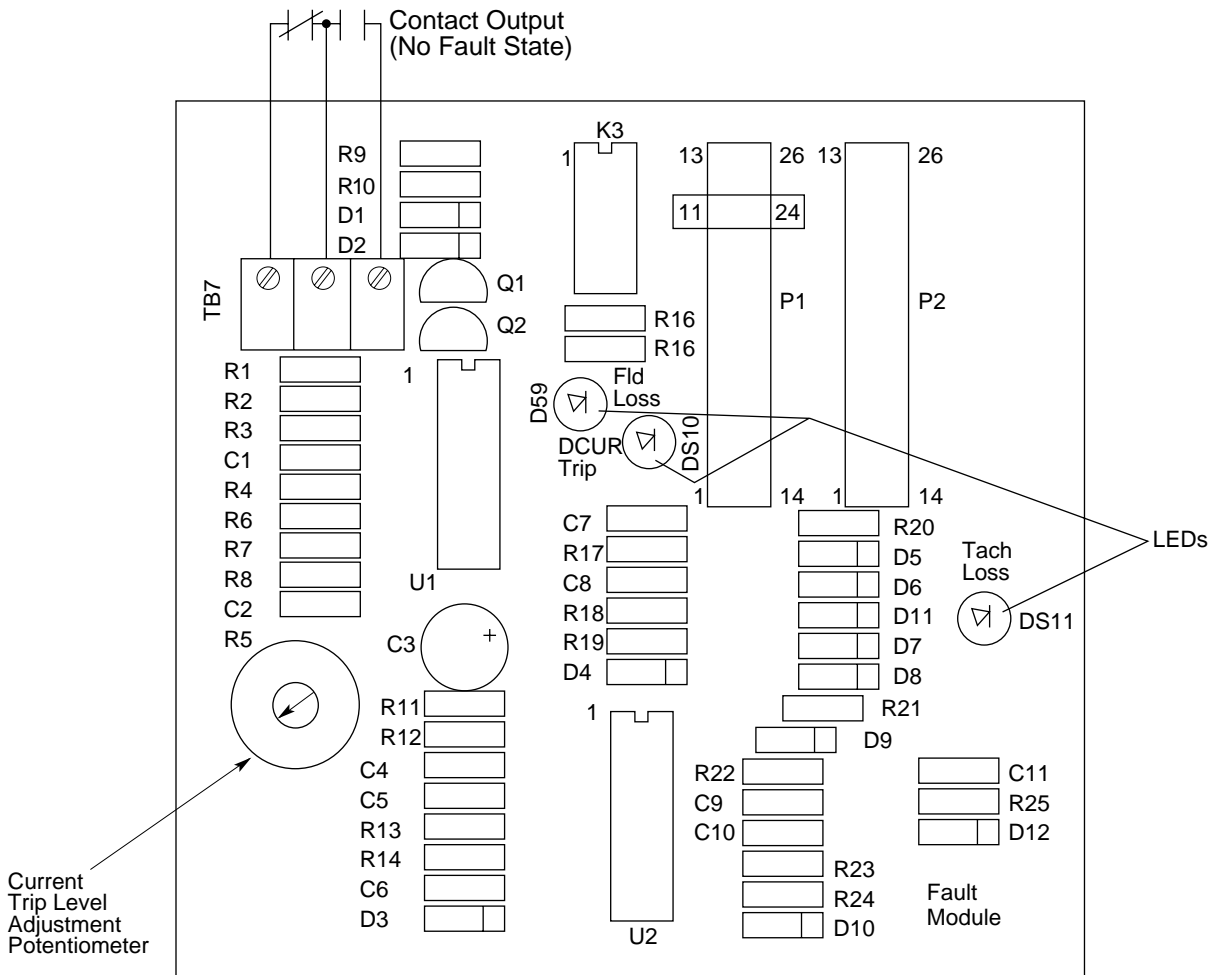 Contact Output
(No Fault State)
K3
R9
1
13
26
13
26
R10
D1
11
24
D2
TB7
Q1
P1
P2
Q2
R16
R16
R1
1
Fld
Loss
D59
R2
R3
DCUR
Trip
DS10
C1
R4
1
14
1
14
R6
C7
R20
R7
R17
D5
Tach
Loss
LEDs
R8
U1
C8
D6
C2
R18
D11
DS11
R5
C3
+
R19
D7
D4
D8
R11
1
R21
R12
D9
C4
R22
C11
C5
C9
R25
R13
C10
D12
R14
R23
Current
Trip Level
Adjustment
Potentiometer
C6
R24
Fault
Module
D3
U2
D10